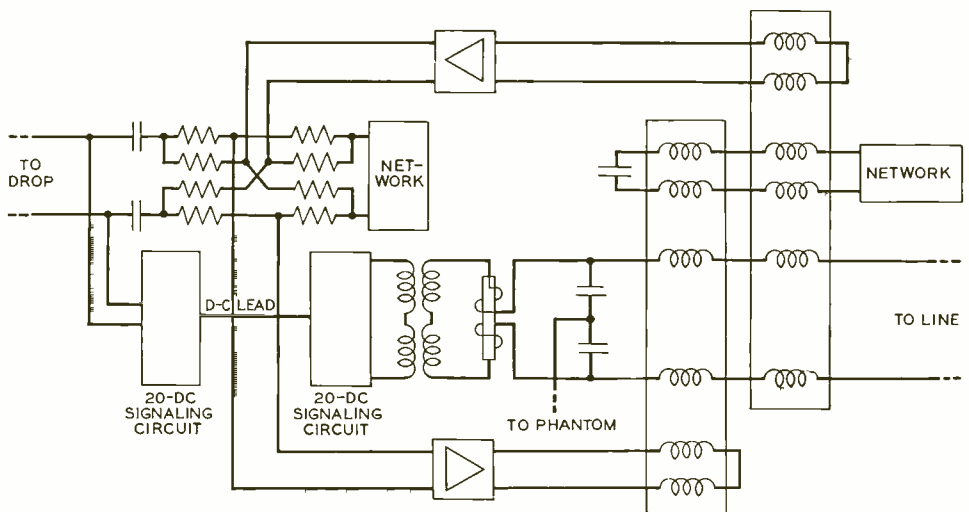 TO
DROP
NET-
WORK
NETWORK
D-C LEAD
TO LINE
20-DC
SIGNALING
CIRCUIT
20-DC
SIGNALING
CIRCUIT
TO PHANTOM